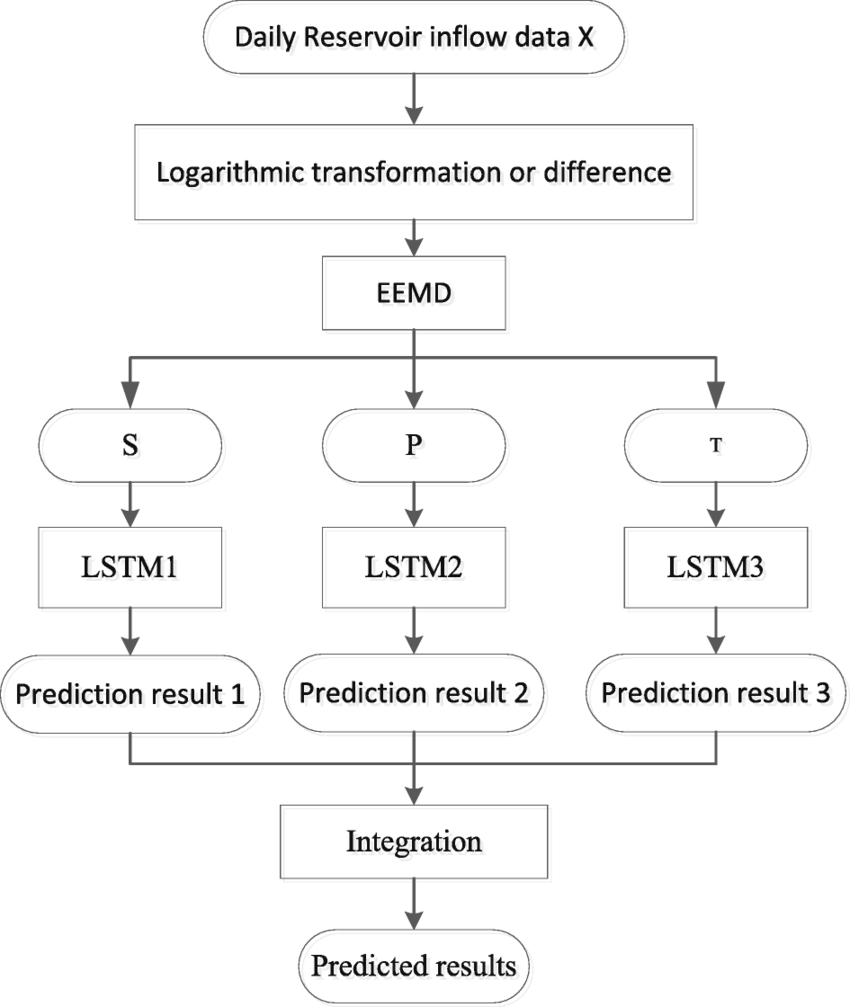 Daily Reservoir inflow data X
Logarithmic transformation or difference
EEMD
S
P
T
LSTM1
LSTM2
LSTM3
Prediction result 1
Prediction result 2
Prediction result 3
Integration
Predicted results